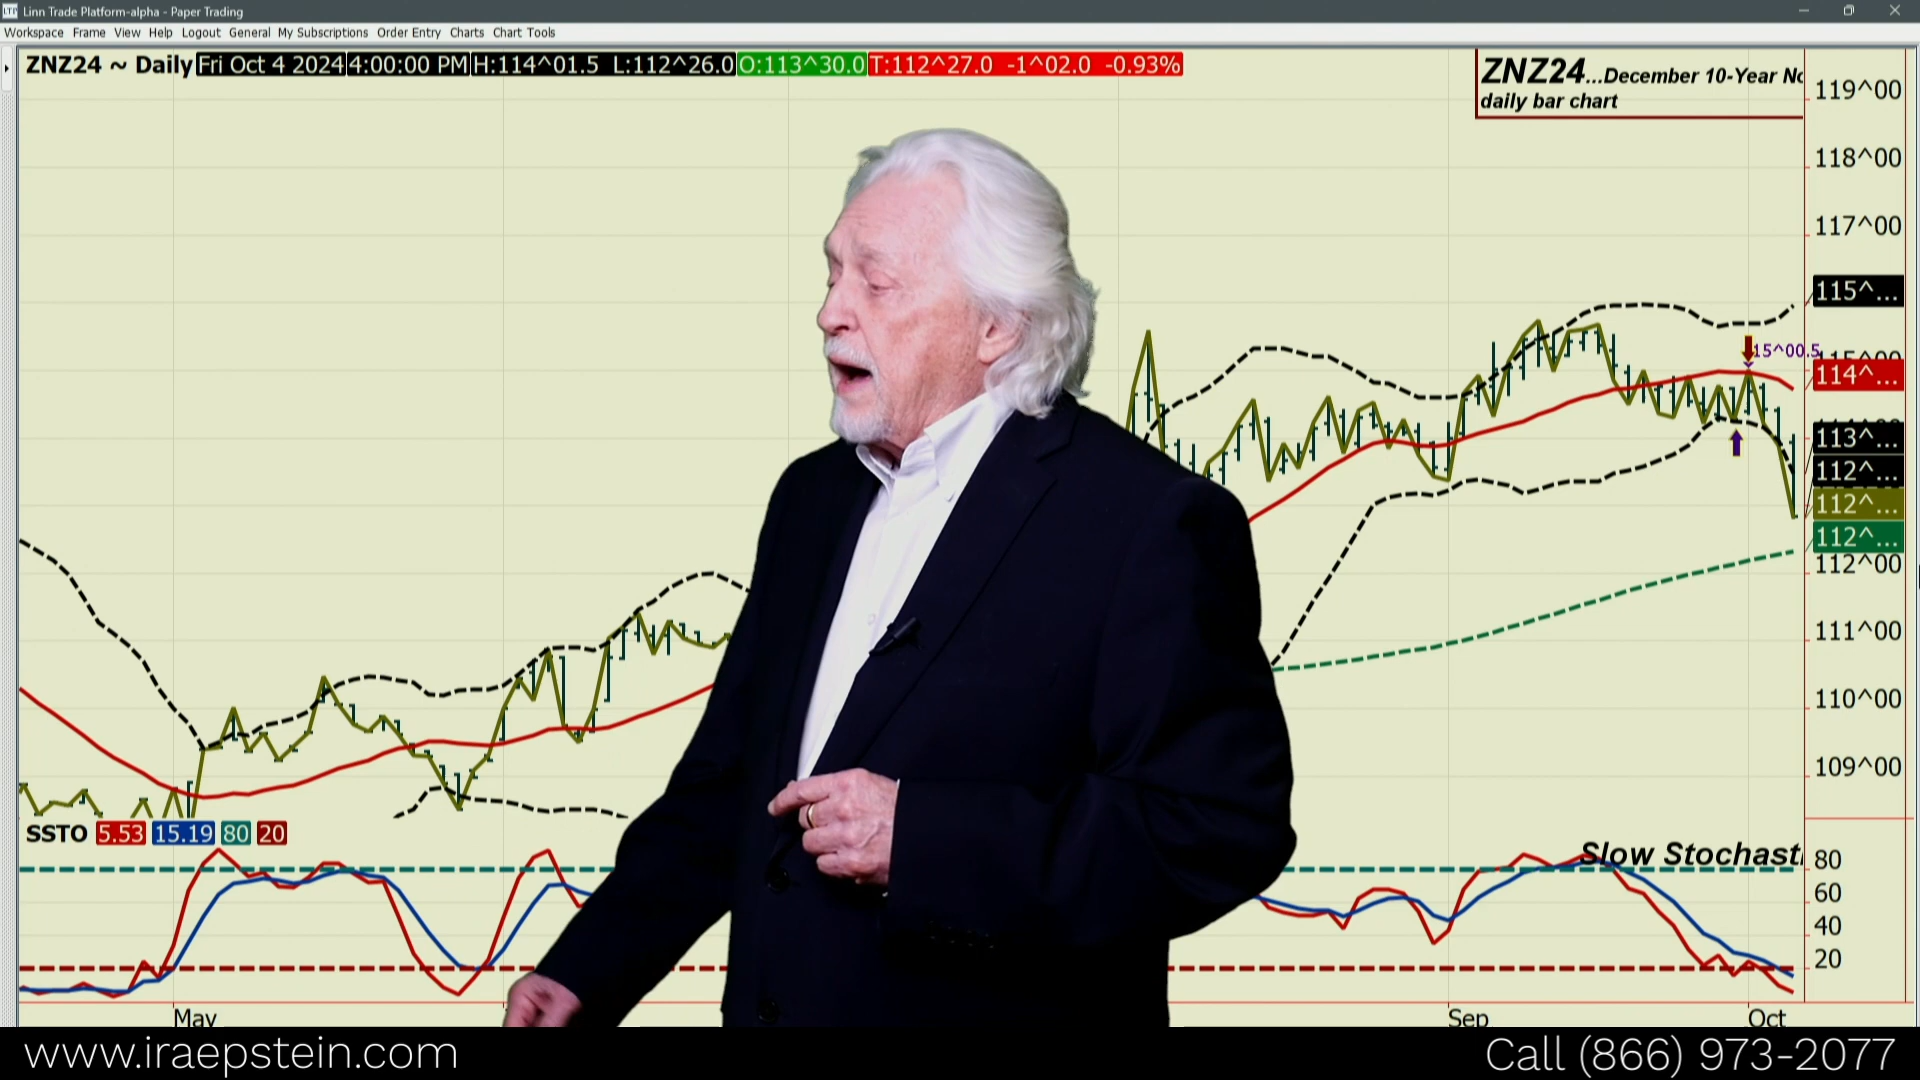 Linn Trade Platform-alpha - Paper Trading
Workspace Frame View Help Logout General My Subscriptions Order Entry Charts Chart Tools
ZNZ24 ~ Daily Fri Oct 4 2024 4:00:00 PM H:114^01.5 L:112^26.0 O:113^30.0 T:112^27.0 -1^02.0 -0.93%
ZNZ24...December 10-Year
daily bar chart
119^00
118^00
117^00
115^...
15^00.5
114^...
113^...
112^...
112^...
112^...
112^00
111^00
110^00
109^00
SSTO 5.53 15.19 80 20
Slow Stochast
80
60
40
20
May Sep Oct
www.iraepstein.com
Call (866) 973-2077